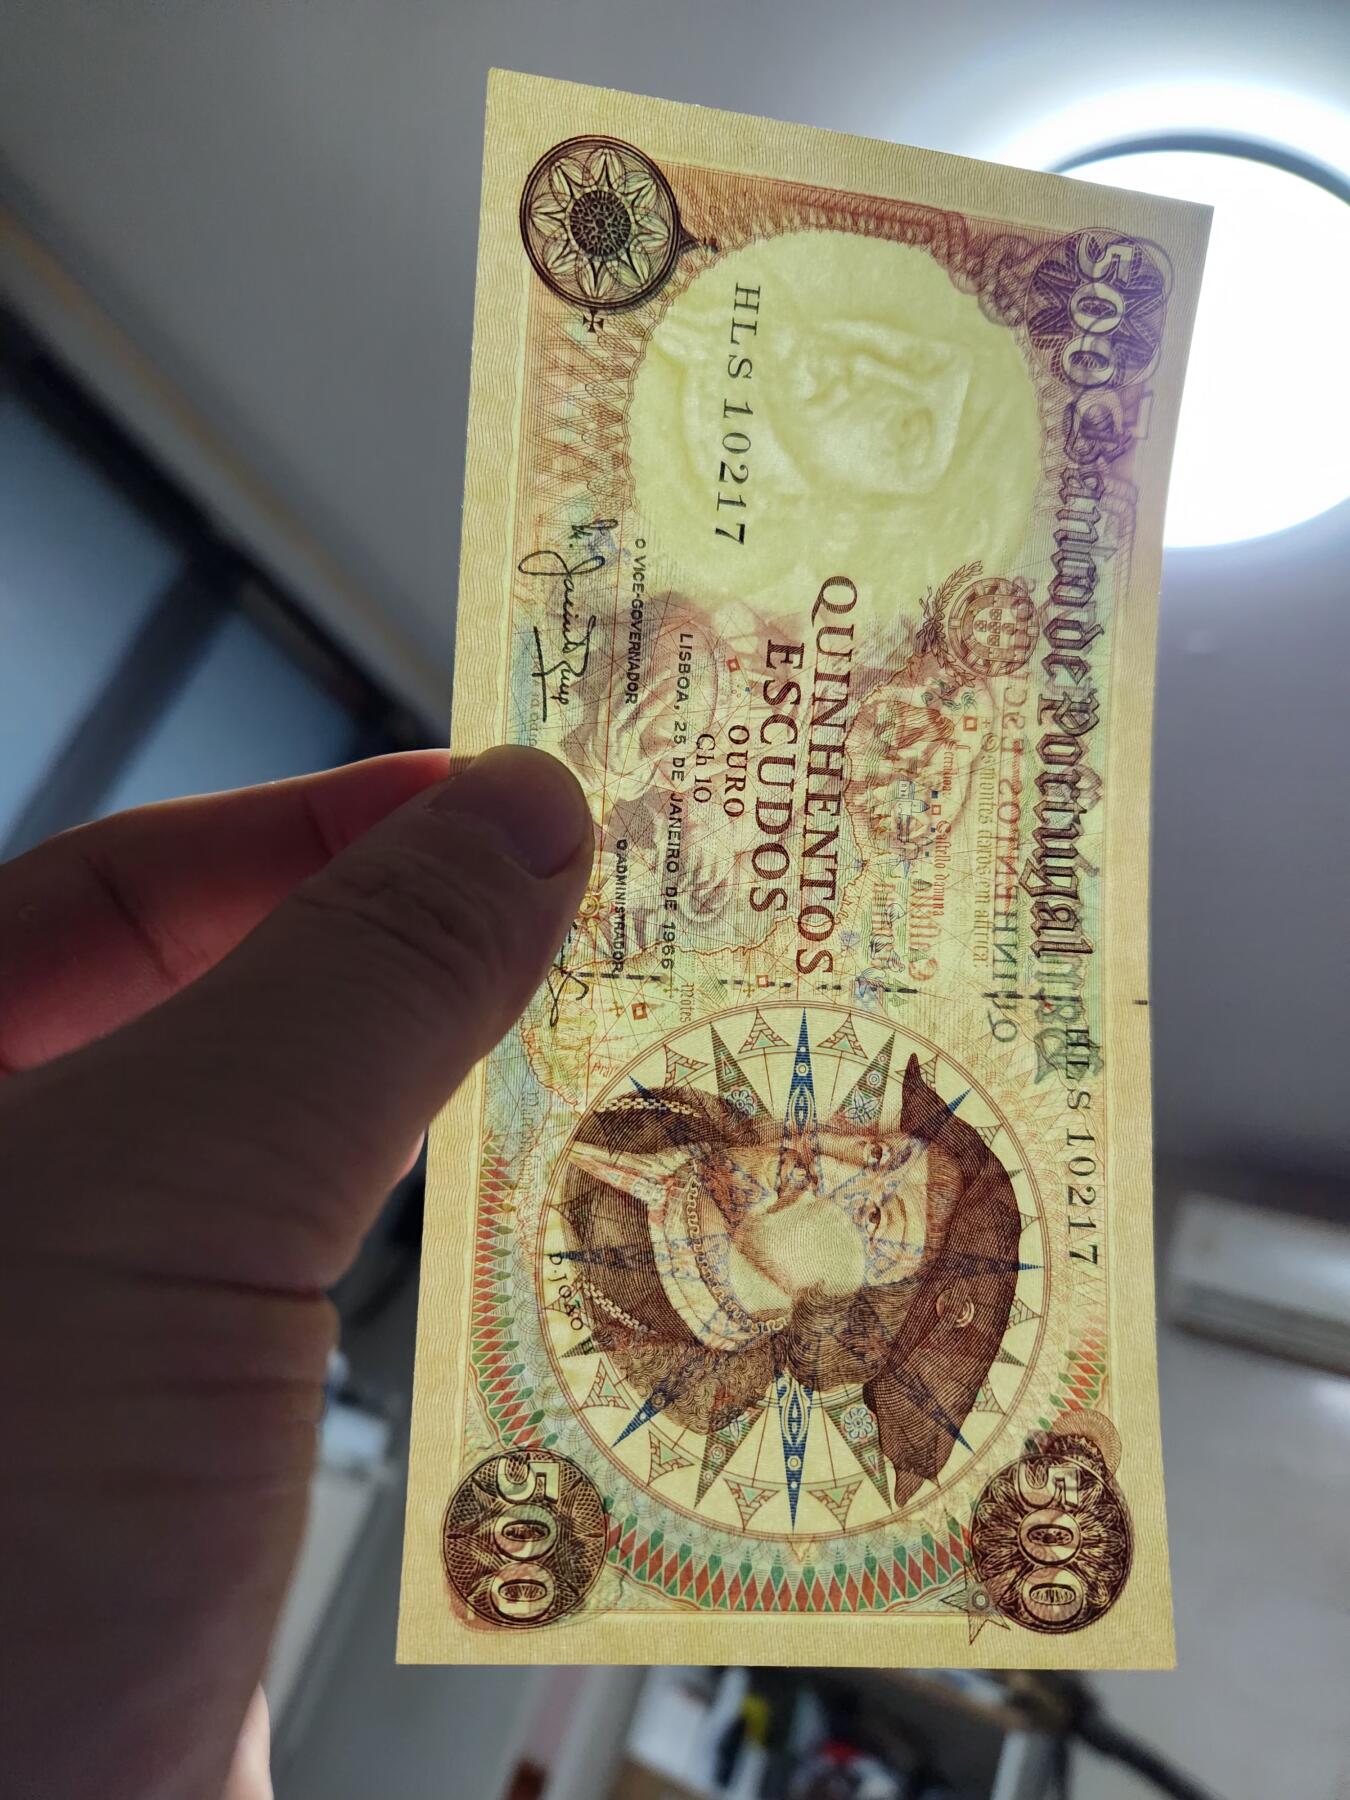 500
Banco de Portugal
HLS 10217
QUINHENTOS
ESCUDOS
OURO
Ch 10
LISBOA, 25 DE JANEIRO DE 1966
O VICE-GOVERNADOR
O ADMINISTRADOR
HLS 10217
D. JOÃO II
500
500